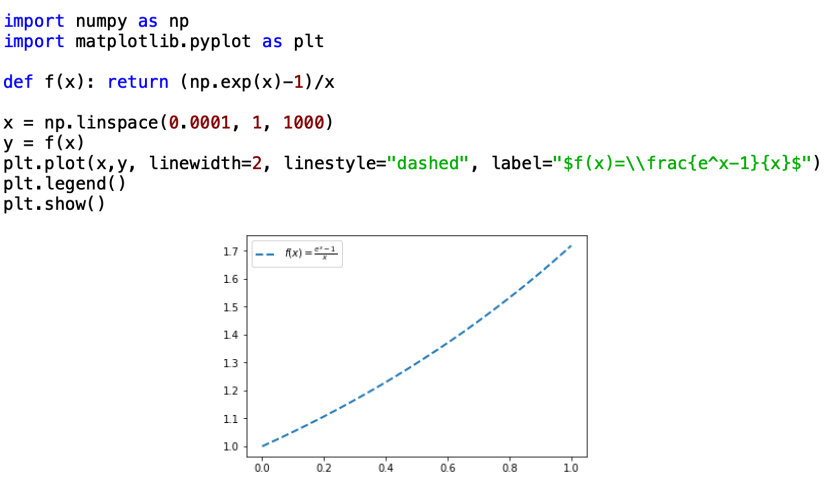 import numpy as np
import matplotlib.pyplot as plt
def f(x): return (np.exp(x)-1)/x
x = np.linspace(0.0001, 1, 1000)
y = f(x)
plt.plot(x,y, linewidth=2, linestyle="dashed", label="$f(x)=\\frac{e^x-1}{x}$")
plt.legend()
plt.show()
f(x) = \frac{e^x-1}{x}
1.7
1.6
1.5
1.4
1.3
1.2
1.1
1.0
0.0 0.2 0.4 0.6 0.8 1.0